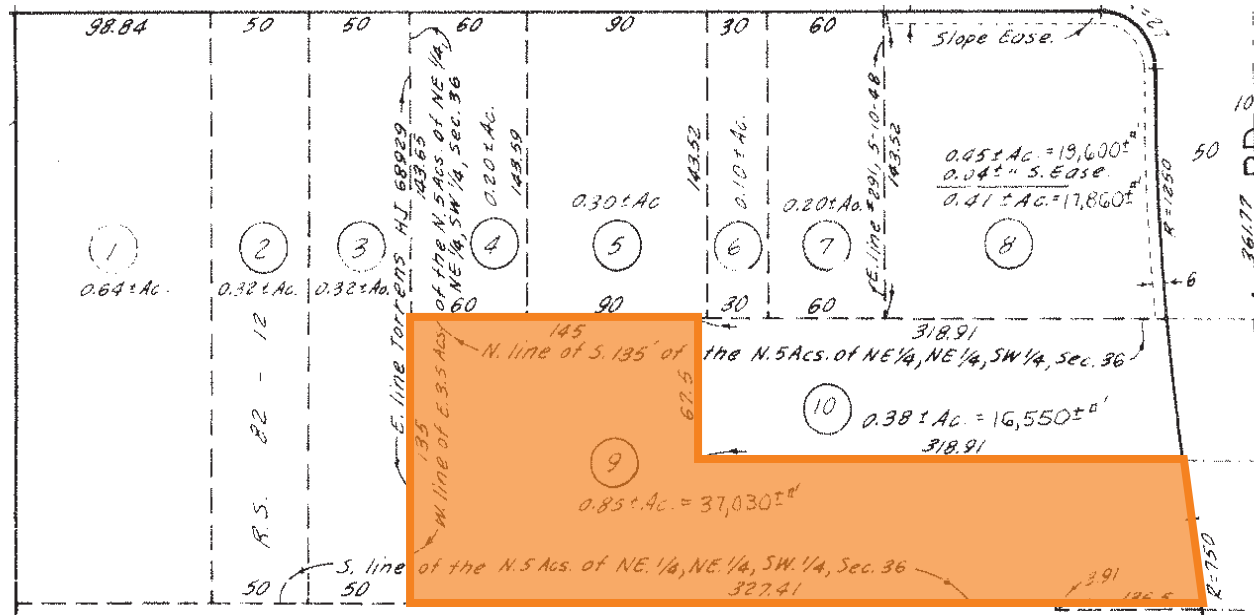 98.84 50 50 60 90 30 60
Slope Ease.
E. line Torrens HJ 68929
143.65
W. line of E. 3.5 Acs. of the N. 5 Acs. of NE 1/4,
NE 1/4, SW 1/4, Sec. 36
0.20 ± Ac.
143.59
143.52
0.10 ± Ac.
E. line #291, 5-10-48
143.52
0.45 ± Ac. = 19,600 ±
0.04 ± " S. Ease.
0.41 ± Ac. = 17,860 ±
0.30 ± Ac
0.20 ± Ac.
1 2 3 4 5 6 7 8
0.64 ± Ac. 0.32 ± Ac. 0.32 ± Ac.
R=1250
50
10
361.77
6
60 90 30 60
145
318.91
N. line of S. 135' of the N. 5 Acs. of NE 1/4, NE 1/4, SW 1/4, Sec. 36
R.S. 82 - 12
135
67.5
10
0.38 ± Ac. = 16,550 ±
318.91
9
0.85 ± Ac. = 37,030 ±
S. line of the N. 5 Acs. of NE. 1/4, NE. 1/4, SW. 1/4, Sec. 36
50 50 327.41
3.91
R=750